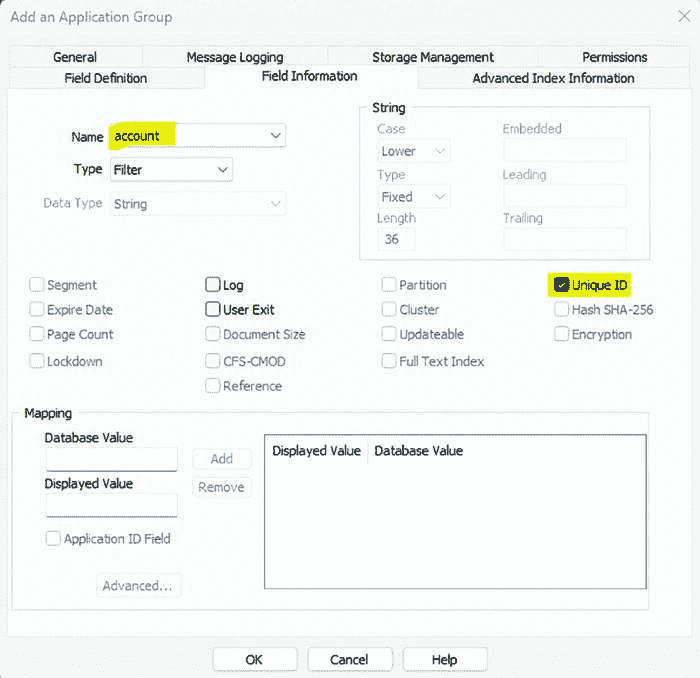 Add an Application Group
General Message Logging Storage Management Permissions
Field Definition Field Information Advanced Index Information
Name account
Type Filter
Data Type String
String
Case Embedded
Lower
Type Leading
Fixed
Length Trailing
36
Segment Log Partition Unique ID
Expire Date User Exit Cluster Hash SHA-256
Page Count Document Size Updateable Encryption
Lockdown CFS-CMOD Full Text Index
Reference
Mapping
Database Value
Add
Displayed Value
Remove
Application ID Field
Advanced...
Displayed Value Database Value
OK Cancel Help